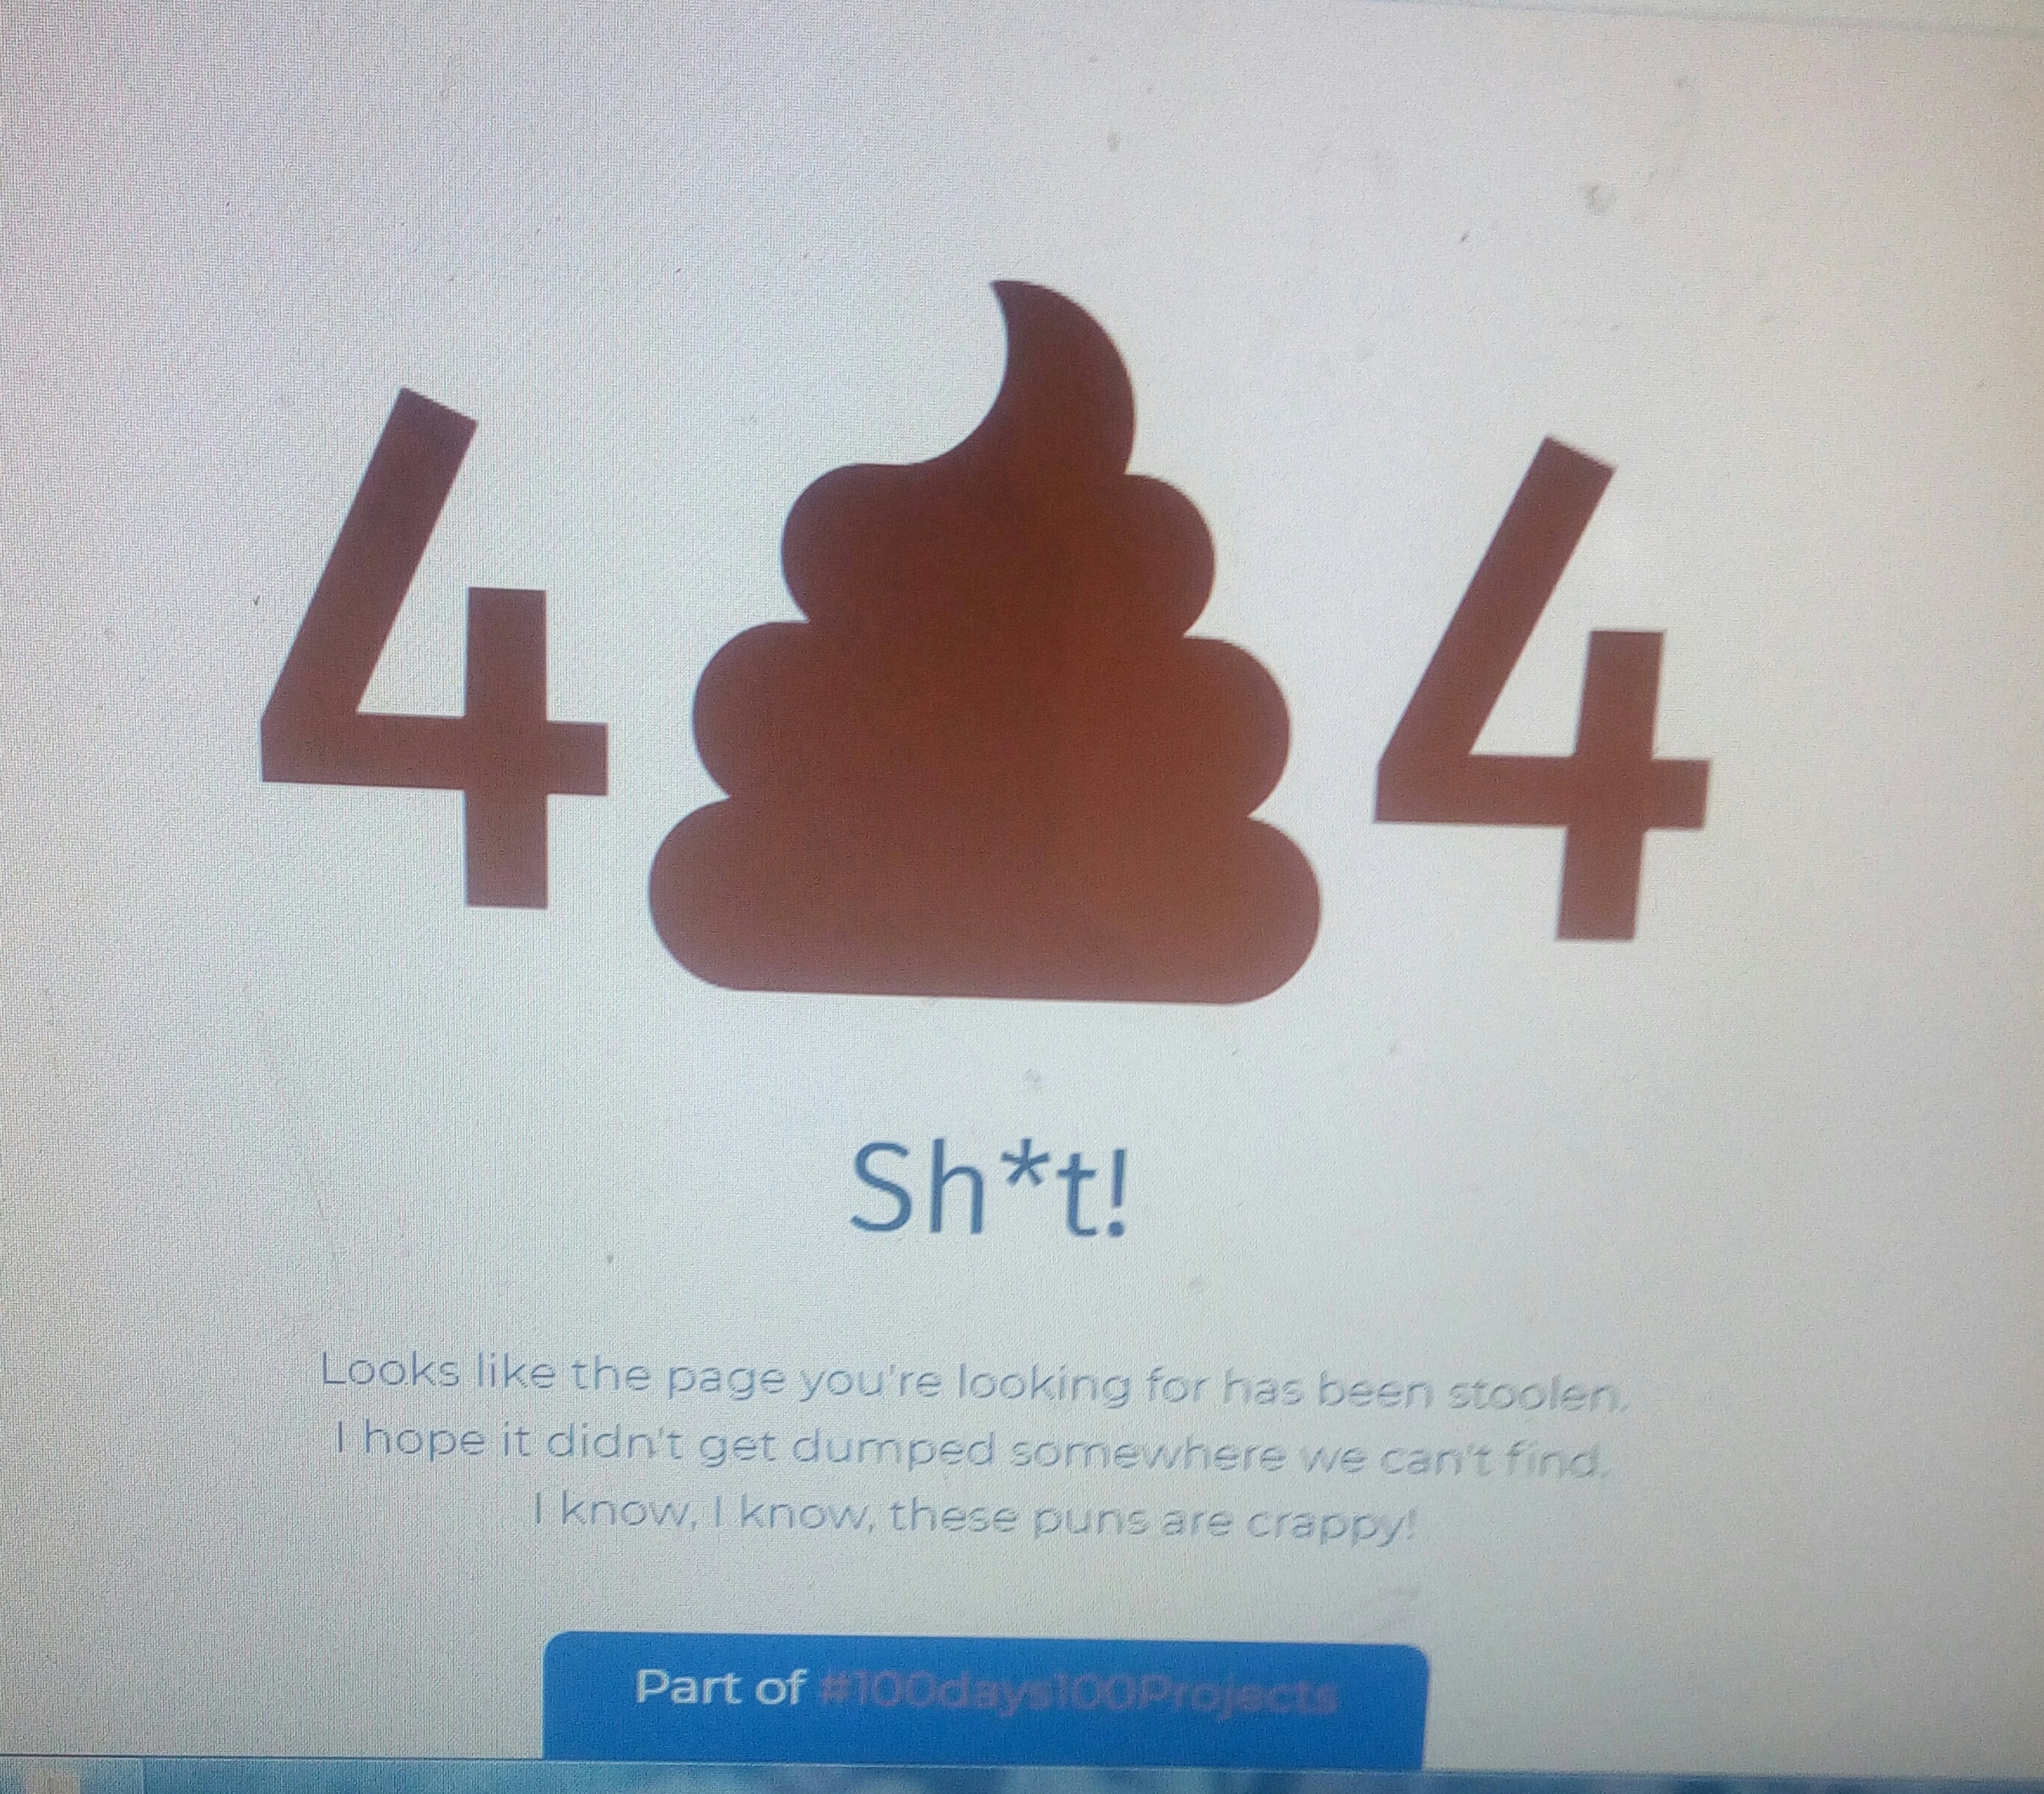 4 4
Sh*t!
Looks like the page you're looking for has been stoolen.
I hope it didn't get dumped somewhere we can't find.
I know, I know, these puns are crappy!
Part of #100days100Projects